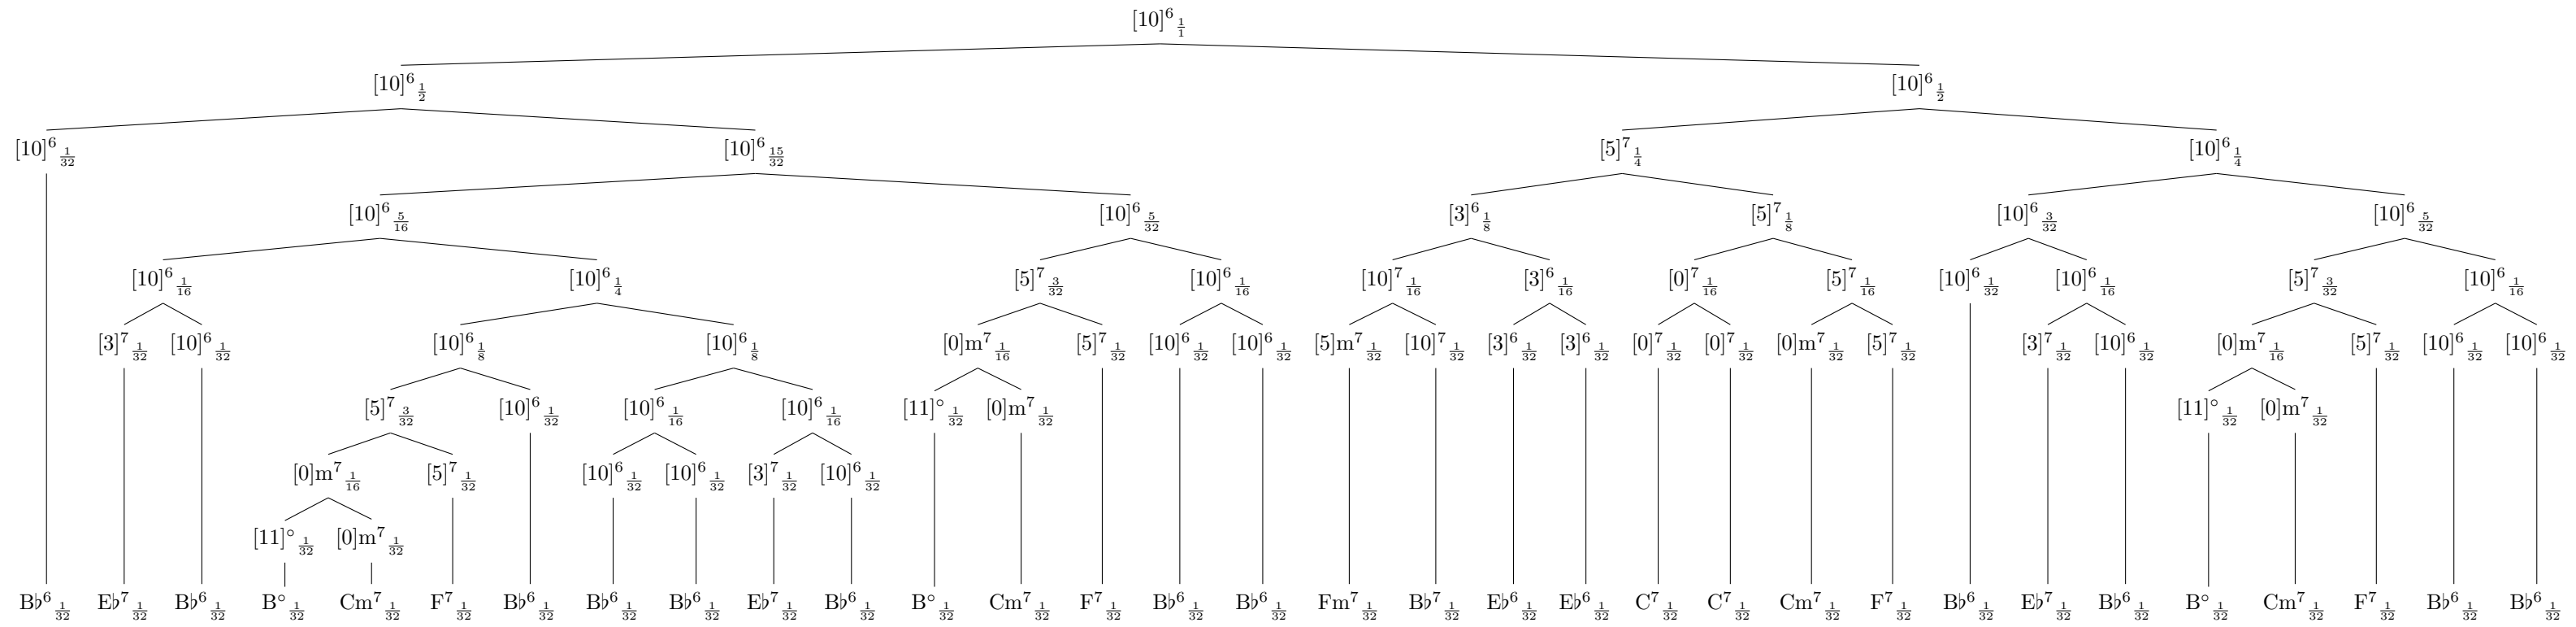 [10]⁶ 1/1
[10]⁶ 1/2 [10]⁶ 1/2
[10]⁶ 1/32 [10]⁶ 15/32 [5]⁷ 1/4 [10]⁶ 1/4
[10]⁶ 5/16 [10]⁶ 5/32 [3]⁶ 1/8 [5]⁷ 1/8 [10]⁶ 3/32 [10]⁶ 5/32
[10]⁶ 1/16 [10]⁶ 1/4 [5]⁷ 3/32 [10]⁶ 1/16 [10]⁷ 1/16 [3]⁶ 1/16 [0]⁷ 1/16 [5]⁷ 1/16 [10]⁶ 1/32 [10]⁶ 1/16 [5]⁷ 3/32 [10]⁶ 1/16
[3]⁷ 1/32 [10]⁶ 1/32 [10]⁶ 1/8 [10]⁶ 1/8 [0]m⁷ 1/16 [5]⁷ 1/32 [10]⁶ 1/32 [10]⁶ 1/32 [5]m⁷ 1/32 [10]⁷ 1/32 [3]⁶ 1/32 [3]⁶ 1/32 [0]⁷ 1/32 [0]⁷ 1/32 [0]m⁷ 1/32 [5]⁷ 1/32 [3]⁷ 1/32 [10]⁶ 1/32 [0]m⁷ 1/16 [5]⁷ 1/32 [10]⁶ 1/32 [10]⁶ 1/32
[5]⁷ 3/32 [10]⁶ 1/32 [10]⁶ 1/16 [10]⁶ 1/16 [11]° 1/32 [0]m⁷ 1/32 [11]° 1/32 [0]m⁷ 1/32
[0]m⁷ 1/16 [5]⁷ 1/32 [10]⁶ 1/32 [10]⁶ 1/32 [3]⁷ 1/32 [10]⁶ 1/32
[11]° 1/32 [0]m⁷ 1/32
B♭⁶ 1/32 E♭⁷ 1/32 B♭⁶ 1/32 B° 1/32 Cm⁷ 1/32 F⁷ 1/32 B♭⁶ 1/32 B♭⁶ 1/32 B♭⁶ 1/32 E♭⁷ 1/32 B♭⁶ 1/32 B° 1/32 Cm⁷ 1/32 F⁷ 1/32 B♭⁶ 1/32 B♭⁶ 1/32 Fm⁷ 1/32 B♭⁷ 1/32 E♭⁶ 1/32 E♭⁶ 1/32 C⁷ 1/32 C⁷ 1/32 Cm⁷ 1/32 F⁷ 1/32 B♭⁶ 1/32 E♭⁷ 1/32 B♭⁶ 1/32 B° 1/32 Cm⁷ 1/32 F⁷ 1/32 B♭⁶ 1/32 B♭⁶ 1/32